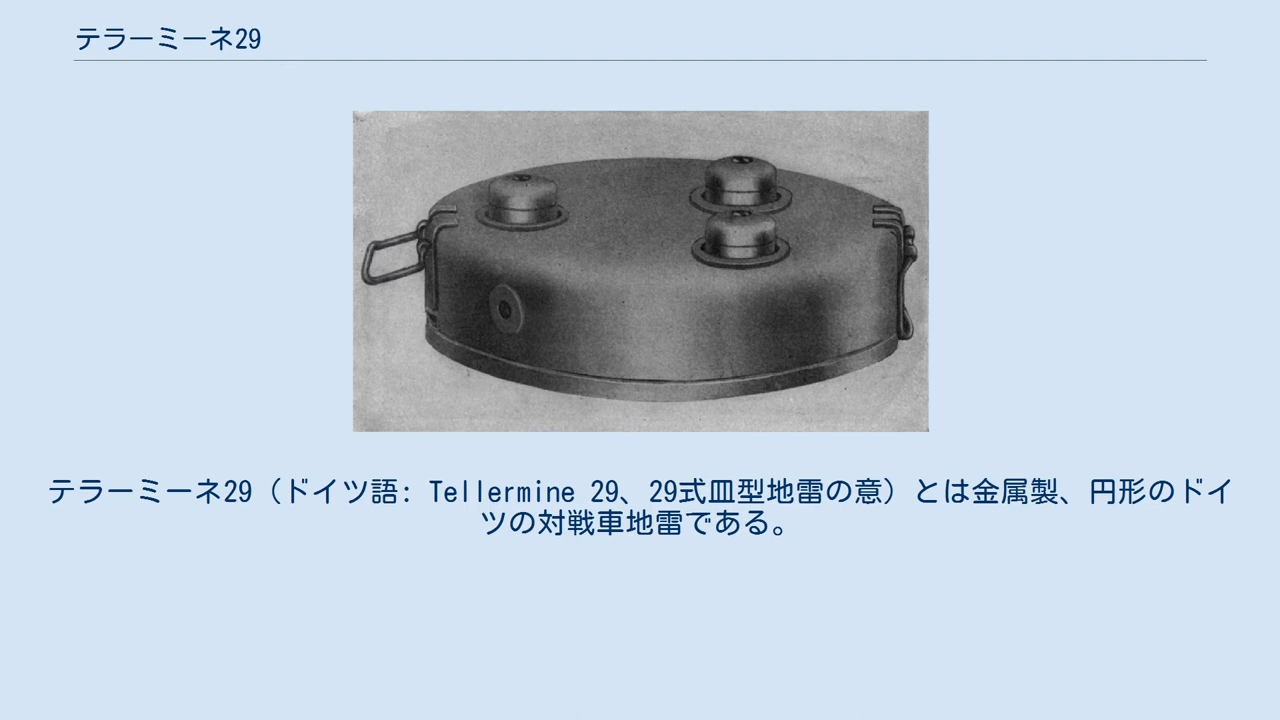 テラーミーネ29
テラーミーネ29（ドイツ語: Tellermine 29、29式皿型地雷の意）とは金属製、円形のドイ
ツの対戦車地雷である。